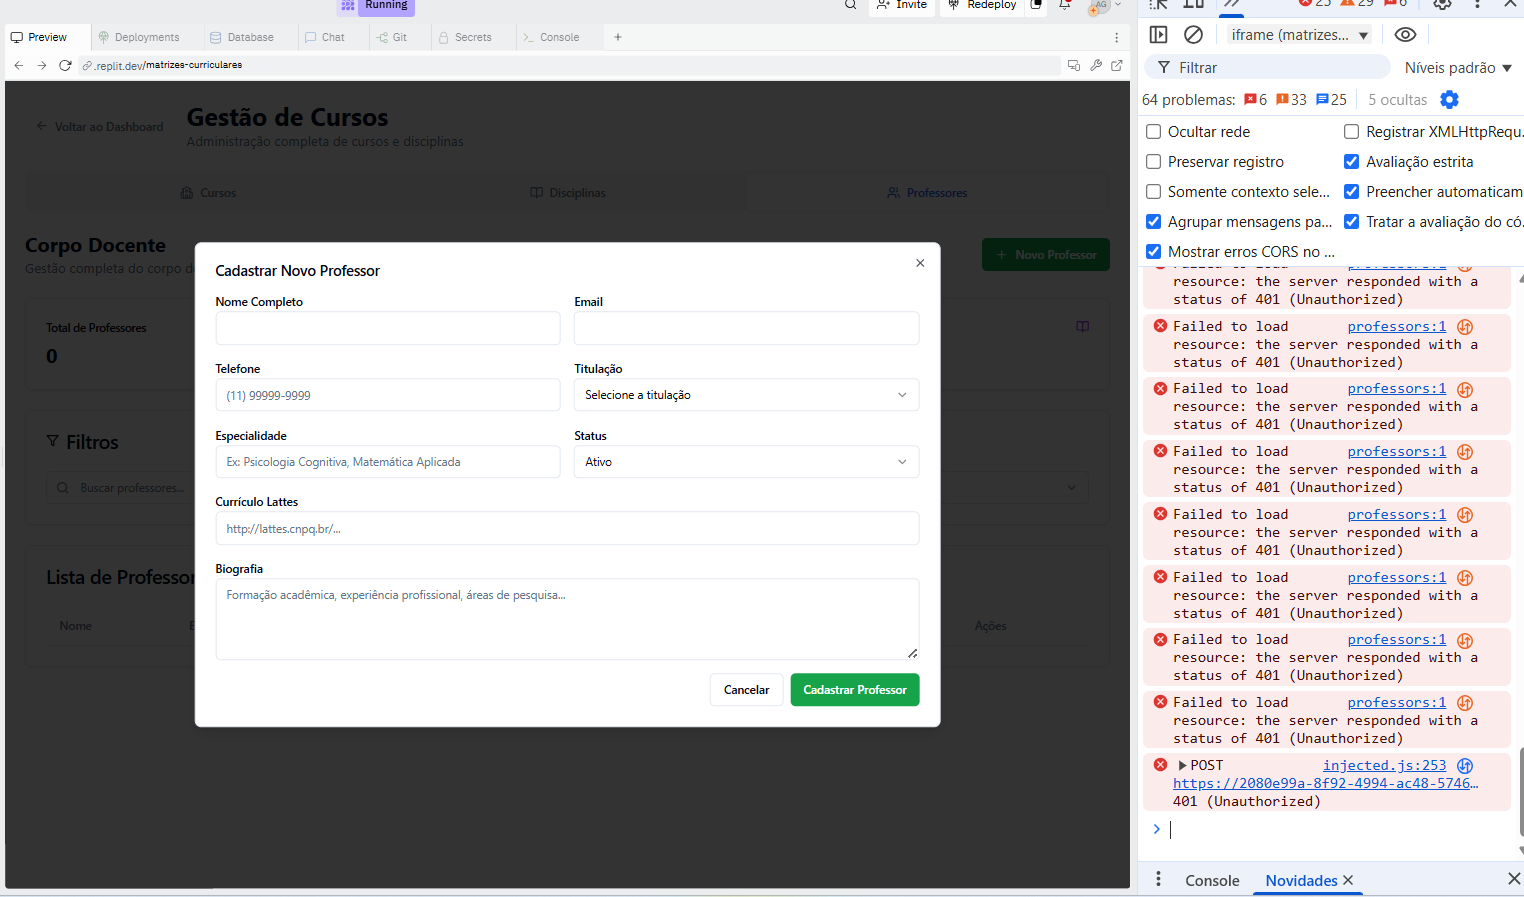 Running
Invite
Redeploy
AG
Preview
Deployments
Database
Chat
Git
Secrets
Console
.replit.dev/matrizes-curriculares
Voltar ao Dashboard
Gestão de Cursos
Administração completa de cursos e disciplinas
Cursos
Disciplinas
Professores
Corpo Docente
Gestão completa do corpo d
Novo Professor
Total de Professores
0
Filtros
Buscar professores...
Lista de Professor
Nome
E
Ações
Cadastrar Novo Professor
Nome Completo
Email
Telefone
Titulação
(11) 99999-9999
Selecione a titulação
Especialidade
Status
Ex: Psicologia Cognitiva, Matemática Aplicada
Ativo
Currículo Lattes
http://lattes.cnpq.br/...
Biografia
Formação acadêmica, experiência profissional, áreas de pesquisa...
Cancelar
Cadastrar Professor
25
29
6
iframe (matrizes...
Filtrar
Níveis padrão
64 problemas:
6
33
25
5 ocultas
Ocultar rede
Registrar XMLHttpRequ.
Preservar registro
Avaliação estrita
Somente contexto sele...
Preencher automaticam
Agrupar mensagens pa...
Tratar a avaliação do có.
Mostrar erros CORS no ...
Failed to load professors:1
resource: the server responded with a
status of 401 (Unauthorized)
Failed to load professors:1
resource: the server responded with a
status of 401 (Unauthorized)
Failed to load professors:1
resource: the server responded with a
status of 401 (Unauthorized)
Failed to load professors:1
resource: the server responded with a
status of 401 (Unauthorized)
Failed to load professors:1
resource: the server responded with a
status of 401 (Unauthorized)
Failed to load professors:1
resource: the server responded with a
status of 401 (Unauthorized)
Failed to load professors:1
resource: the server responded with a
status of 401 (Unauthorized)
Failed to load professors:1
resource: the server responded with a
status of 401 (Unauthorized)
POST injected.js:253
https://2080e99a-8f92-4994-ac48-5746...
401 (Unauthorized)
Console
Novidades